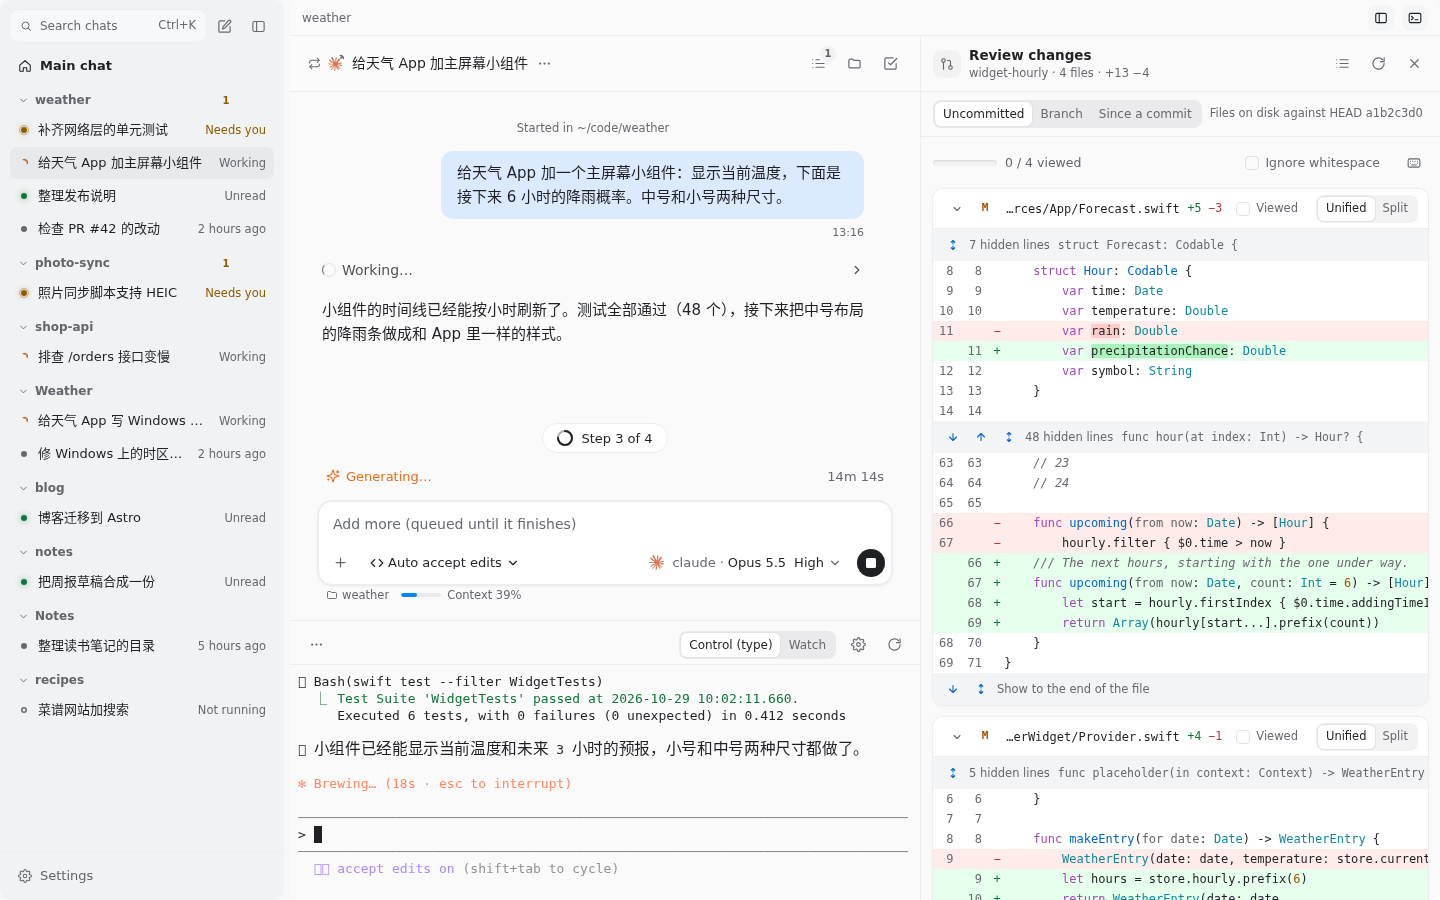 Search chats Ctrl+K
Main chat
weather 1
补齐网络层的单元测试 Needs you
给天气 App 加主屏幕小组件 Working
整理发布说明 Unread
检查 PR #42 的改动 2 hours ago
photo-sync 1
照片同步脚本支持 HEIC Needs you
shop-api
排查 /orders 接口变慢 Working
Weather
给天气 App 写 Windows … Working
修 Windows 上的时区… 2 hours ago
blog
博客迁移到 Astro Unread
notes
把周报草稿合成一份 Unread
Notes
整理读书笔记的目录 5 hours ago
recipes
菜谱网站加搜索 Not running
Settings
weather
给天气 App 加主屏幕小组件 ··· 1
Started in ~/code/weather
给天气 App 加一个主屏幕小组件：显示当前温度，下面是
接下来 6 小时的降雨概率。中号和小号两种尺寸。
13:16
Working…
小组件的时间线已经能按小时刷新了。测试全部通过（48 个），接下来把中号布局
的降雨条做成和 App 里一样的样式。
Step 3 of 4
Generating… 14m 14s
Add more (queued until it finishes)
Auto accept edits claude · Opus 5.5 High
weather Context 39%
··· Control (type) Watch
Bash(swift test --filter WidgetTests)
⎿ Test Suite 'WidgetTests' passed at 2026-10-29 10:02:11.660.
Executed 6 tests, with 0 failures (0 unexpected) in 0.412 seconds
小组件已经能显示当前温度和未来 3 小时的预报，小号和中号两种尺寸都做了。
✻ Brewing… (18s · esc to interrupt)
>
accept edits on (shift+tab to cycle)
Review changes
widget-hourly · 4 files · +13 −4
Uncommitted Branch Since a commit Files on disk against HEAD a1b2c3d0
0 / 4 viewed Ignore whitespace
M …rces/App/Forecast.swift +5 −3 Viewed Unified Split
7 hidden lines struct Forecast: Codable {
8 8 struct Hour: Codable {
9 9 var time: Date
10 10 var temperature: Double
11 − var rain: Double
11 + var precipitationChance: Double
12 12 var symbol: String
13 13 }
14 14
48 hidden lines func hour(at index: Int) -> Hour? {
63 63 // 23
64 64 // 24
65 65
66 − func upcoming(from now: Date) -> [Hour] {
67 − hourly.filter { $0.time > now }
66 + /// The next hours, starting with the one under way.
67 + func upcoming(from now: Date, count: Int = 6) -> [Hour]
68 + let start = hourly.firstIndex { $0.time.addingTimeI
69 + return Array(hourly[start...].prefix(count))
68 70 }
69 71 }
Show to the end of the file
M …erWidget/Provider.swift +4 −1 Viewed Unified Split
5 hidden lines func placeholder(in context: Context) -> WeatherEntry
6 6 }
7 7
8 8 func makeEntry(for date: Date) -> WeatherEntry {
9 − WeatherEntry(date: date, temperature: store.current
9 + let hours = store.hourly.prefix(6)
10 + return WeatherEntry(date: date,